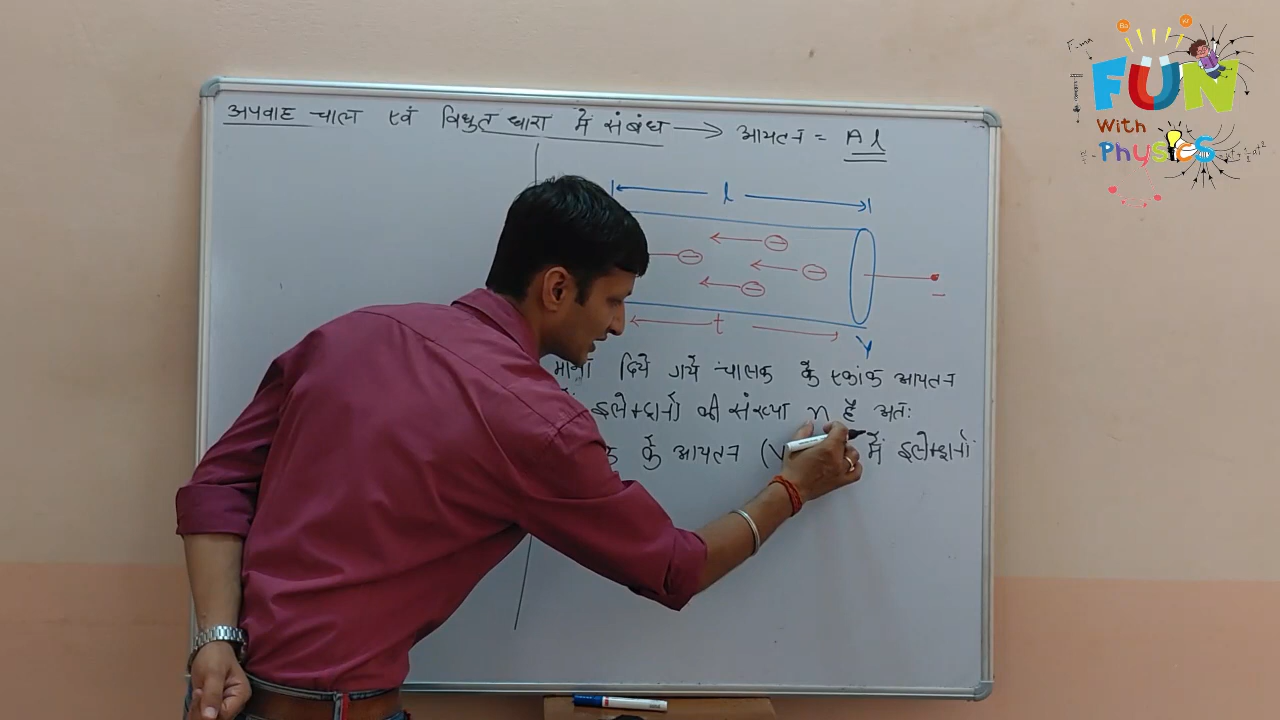 अपवाह चाल एवं विधुत धारा में संबंध → आयतन = Al
l
t
Y
−
माना दिये गये चालक के एकांक आयतन
इलेक्ट्रानों की संख्या n है अतः
के आयतन (V में इलेक्ट्रानों
FUN
With
Physics